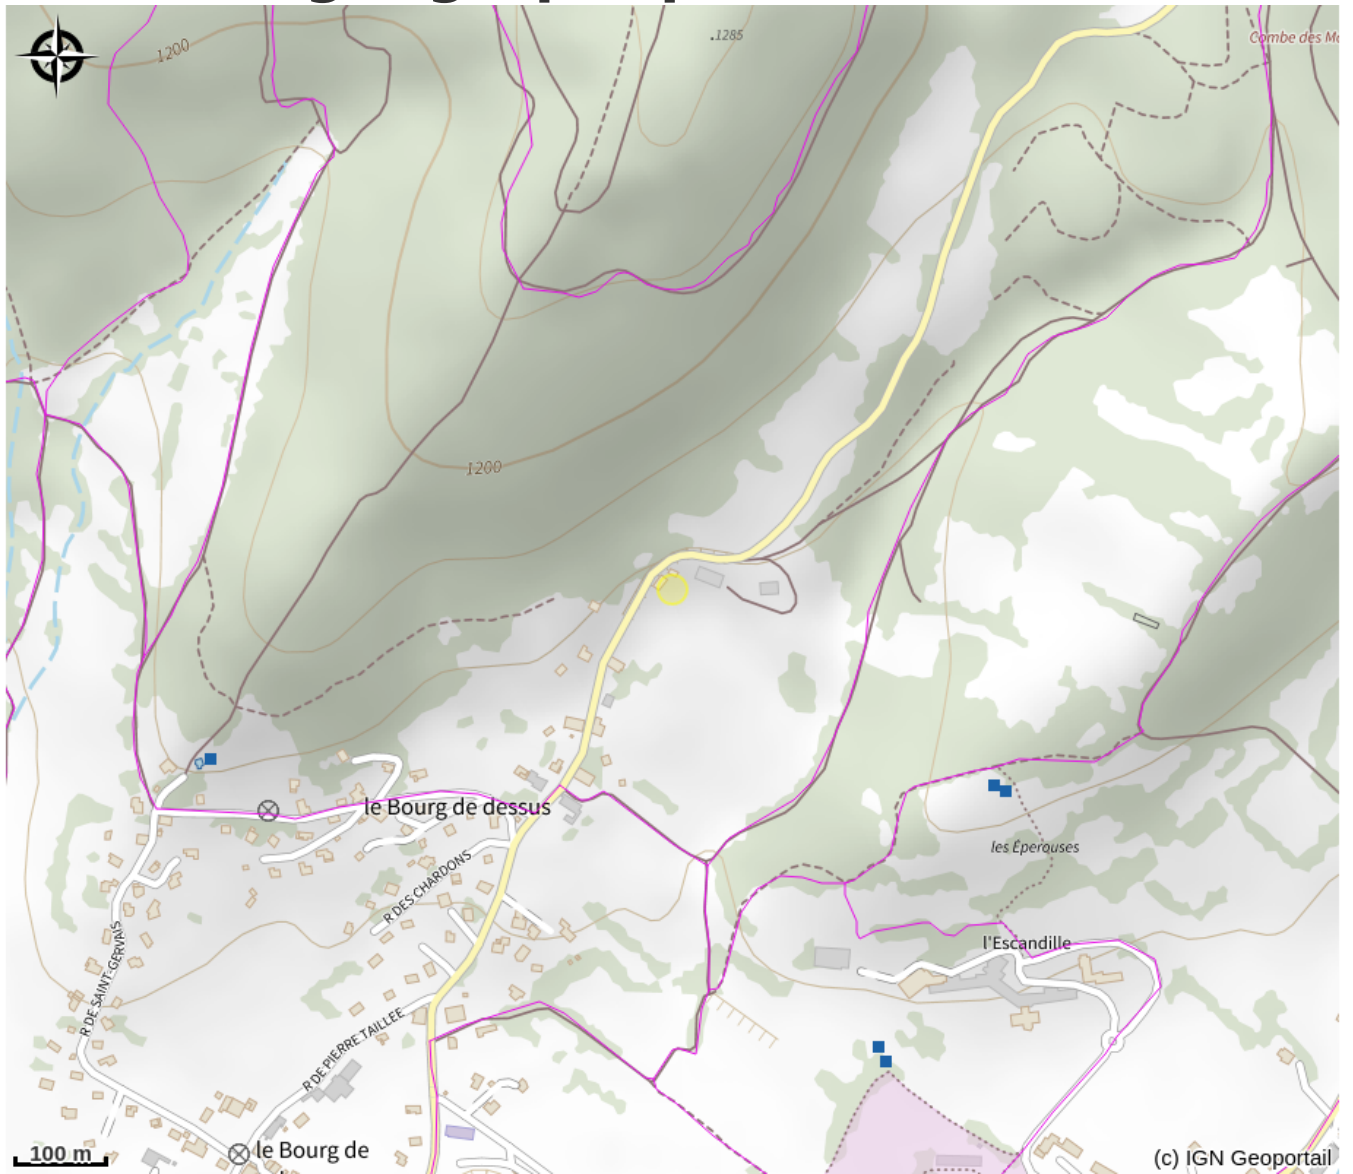 1200
.1285
Combe des M
1200
le Bourg de dessus
R DES CHARDONS
les Éperouses
l'Escandille
R DE SAINT-GERVAIS
R DE PIERRE TAILLEE
le Bourg de
100 m
(c) IGN Geoportail